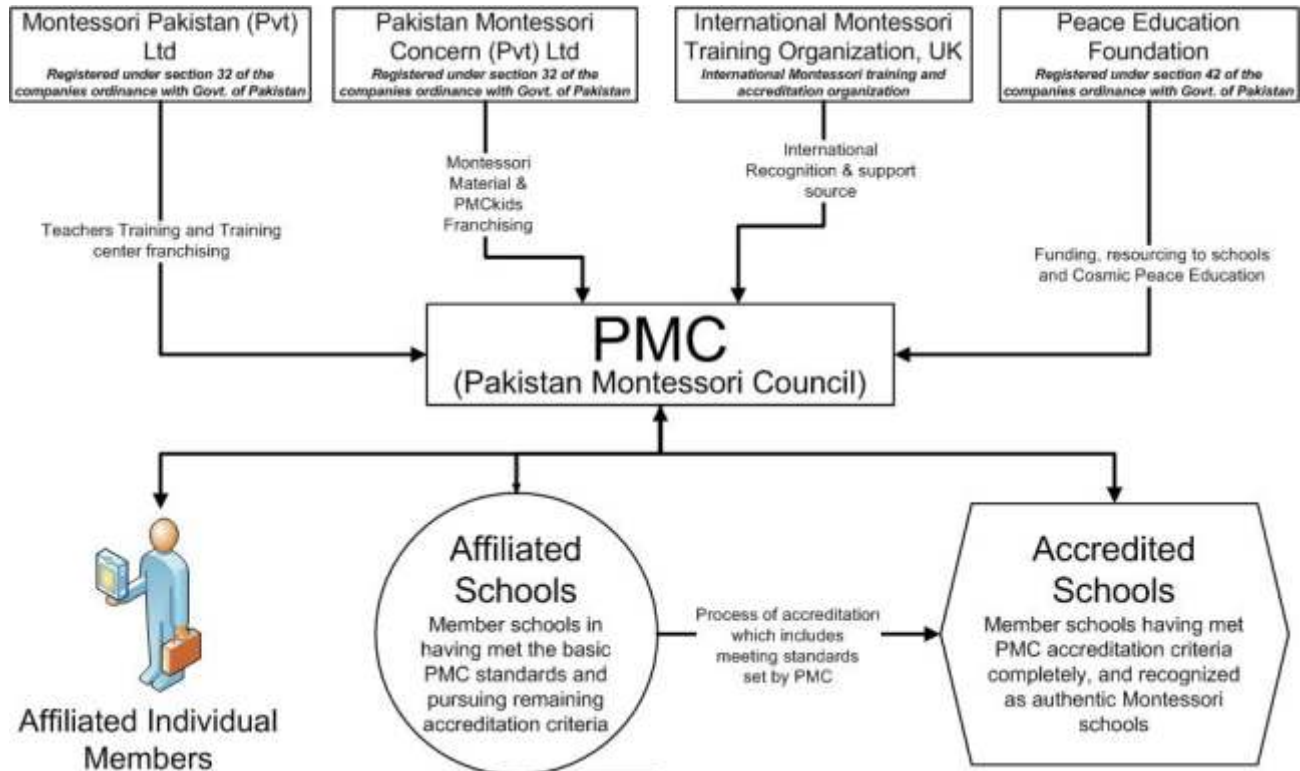 Montessori Pakistan (Pvt)
Ltd
Registered under section 32 of the
companies ordinance with Govt. of Pakistan
Pakistan Montessori
Concern (Pvt) Ltd
Registered under section 32 of the
companies ordinance with Govt. of Pakistan
International Montessori
Training Organization, UK
International Montessori training and
accreditation organization
Peace Education
Foundation
Registered under section 42 of the
companies ordinance with Govt. of Pakistan
Teachers Training and Training
center franchising
Montessori
Material &
PMCkids
Franchising
International
Recognition & support
source
Funding, resourcing to schools
and Cosmic Peace Education
PMC
(Pakistan Montessori Council)
Affiliated Individual
Members
Affiliated
Schools
Member schools in
having met the basic
PMC standards and
pursuing remaining
accreditation criteria
Process of accreditation
which includes
meeting standards
set by PMC
Accredited
Schools
Member schools having met
PMC accreditation criteria
completely, and recognized
as authentic Montessori
schools